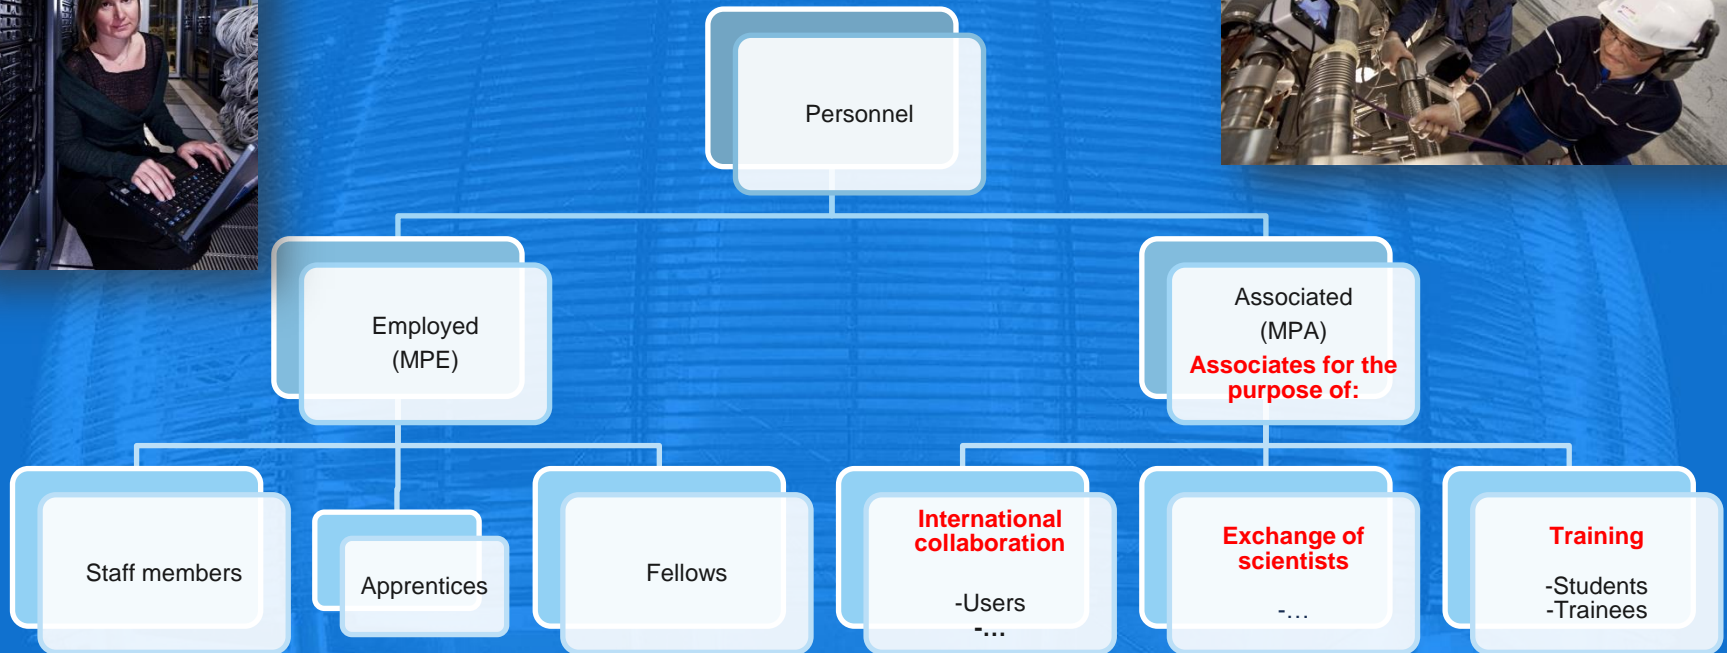 Personnel
Employed
(MPE)
Associated
(MPA)
Associates for the
purpose of:
Staff members
Apprentices
Fellows
International
collaboration
-Users
-...
Exchange of
scientists
-...
Training
-Students
-Trainees